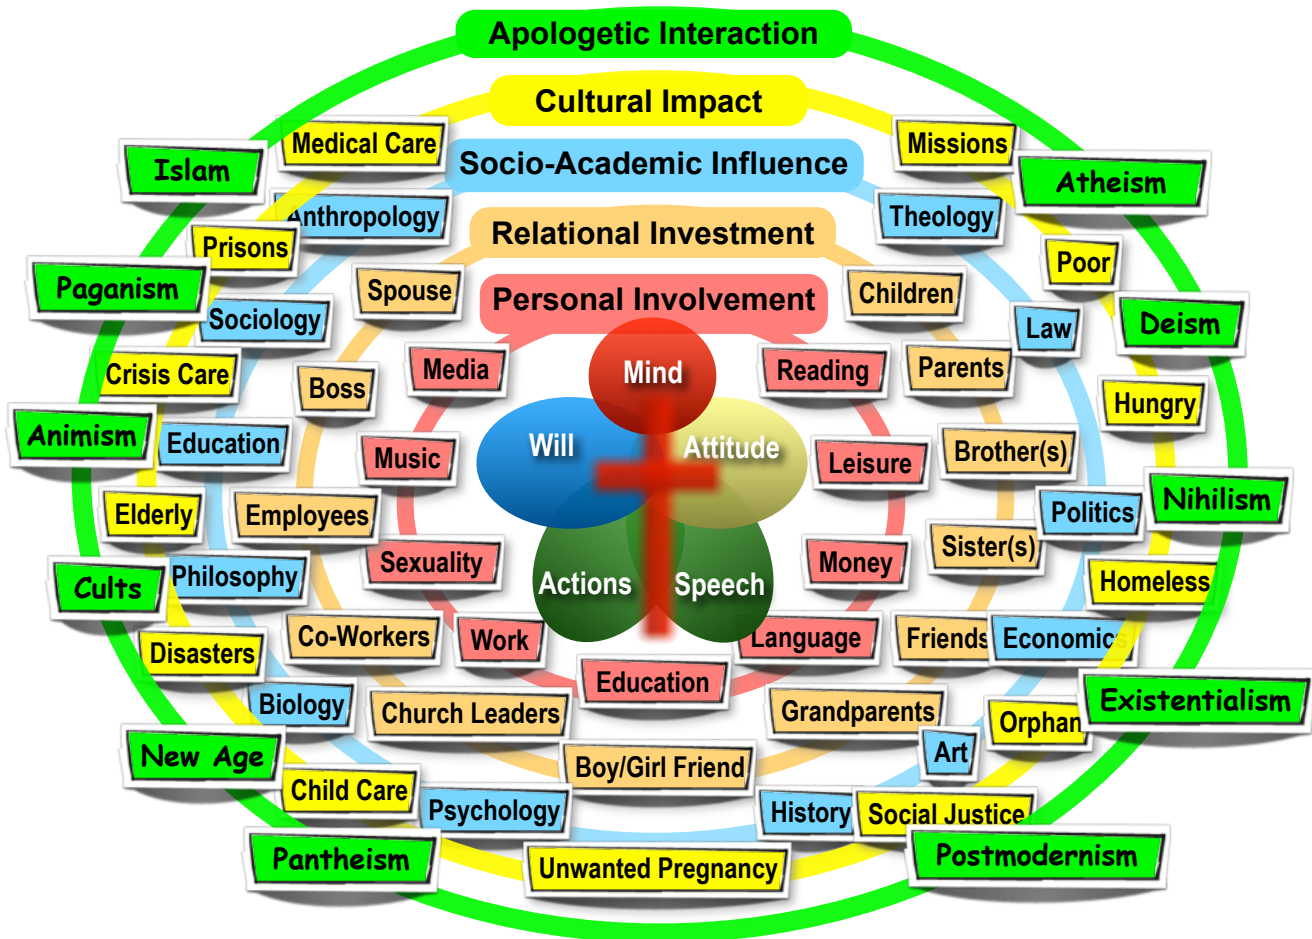 Apologetic Interaction
Cultural Impact
Medical Care
Missions
Socio-Academic Influence
Islam
Atheism
Anthropology
Theology
Relational Investment
Prisons
Poor
Paganism
Spouse
Personal Involvement
Children
Sociology
Law
Deism
Crisis Care
Boss
Media
Mind
Reading
Parents
Hungry
Animism
Education
Music
Will
Attitude
Leisure
Brother(s)
Nihilism
Elderly
Employees
Politics
Sister(s)
Cults
Philosophy
Sexuality
Actions
Speech
Money
Homeless
Disasters
Co-Workers
Work
Language
Friends
Economics
Education
Biology
Church Leaders
Grandparents
Orphan
Existentialism
New Age
Art
Boy/Girl Friend
Child Care
Psychology
History
Social Justice
Pantheism
Unwanted Pregnancy
Postmodernism